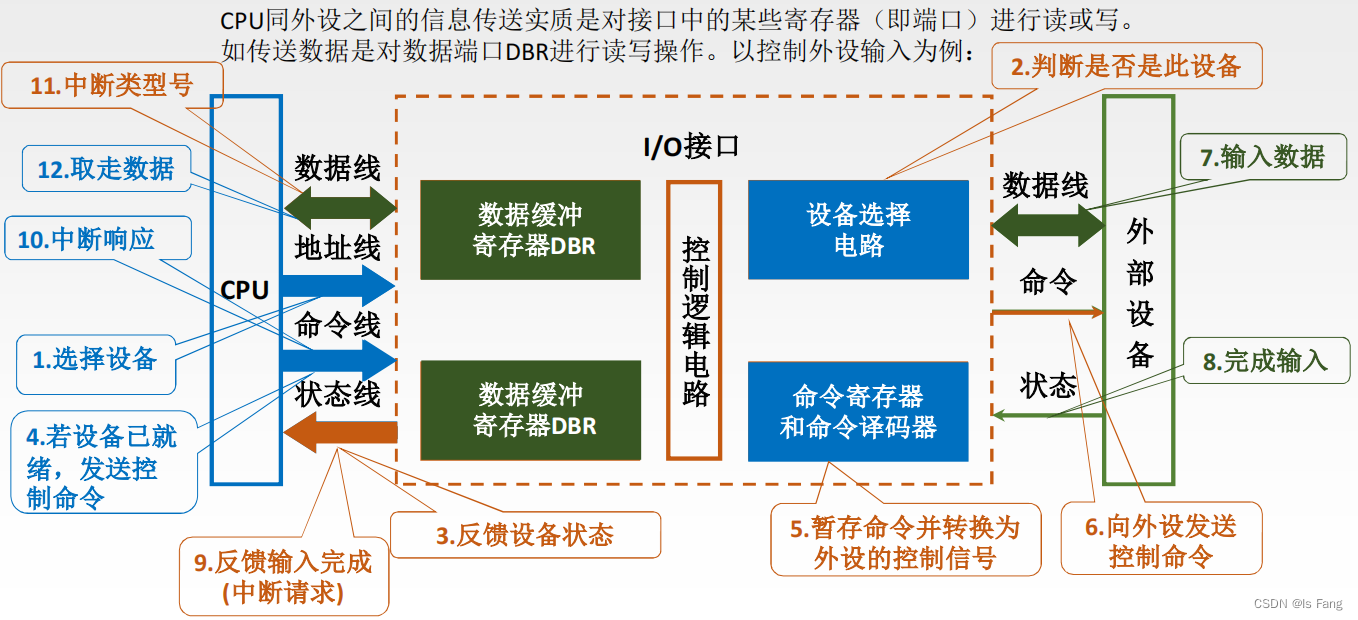 CPU同外设之间的信息传送实质是对接口中的某些寄存器（即端口）进行读或写。
如传送数据是对数据端口DBR进行读写操作。以控制外设输入为例：
2.判断是否是此设备
11.中断类型号
I/O接口
7.输入数据
12.取走数据
数据线
数据线
数据缓冲
寄存器DBR
设备选择
电路
10.中断响应
地址线
外部设备
控制逻辑电路
CPU
命令
命令线
1.选择设备
8.完成输入
状态
状态线
数据缓冲
寄存器DBR
命令寄存器
和命令译码器
4.若设备已就
绪，发送控
制命令
3.反馈设备状态
5.暂存命令并转换为
外设的控制信号
6.向外设发送
控制命令
9.反馈输入完成
(中断请求)
CSDN @ls Fang